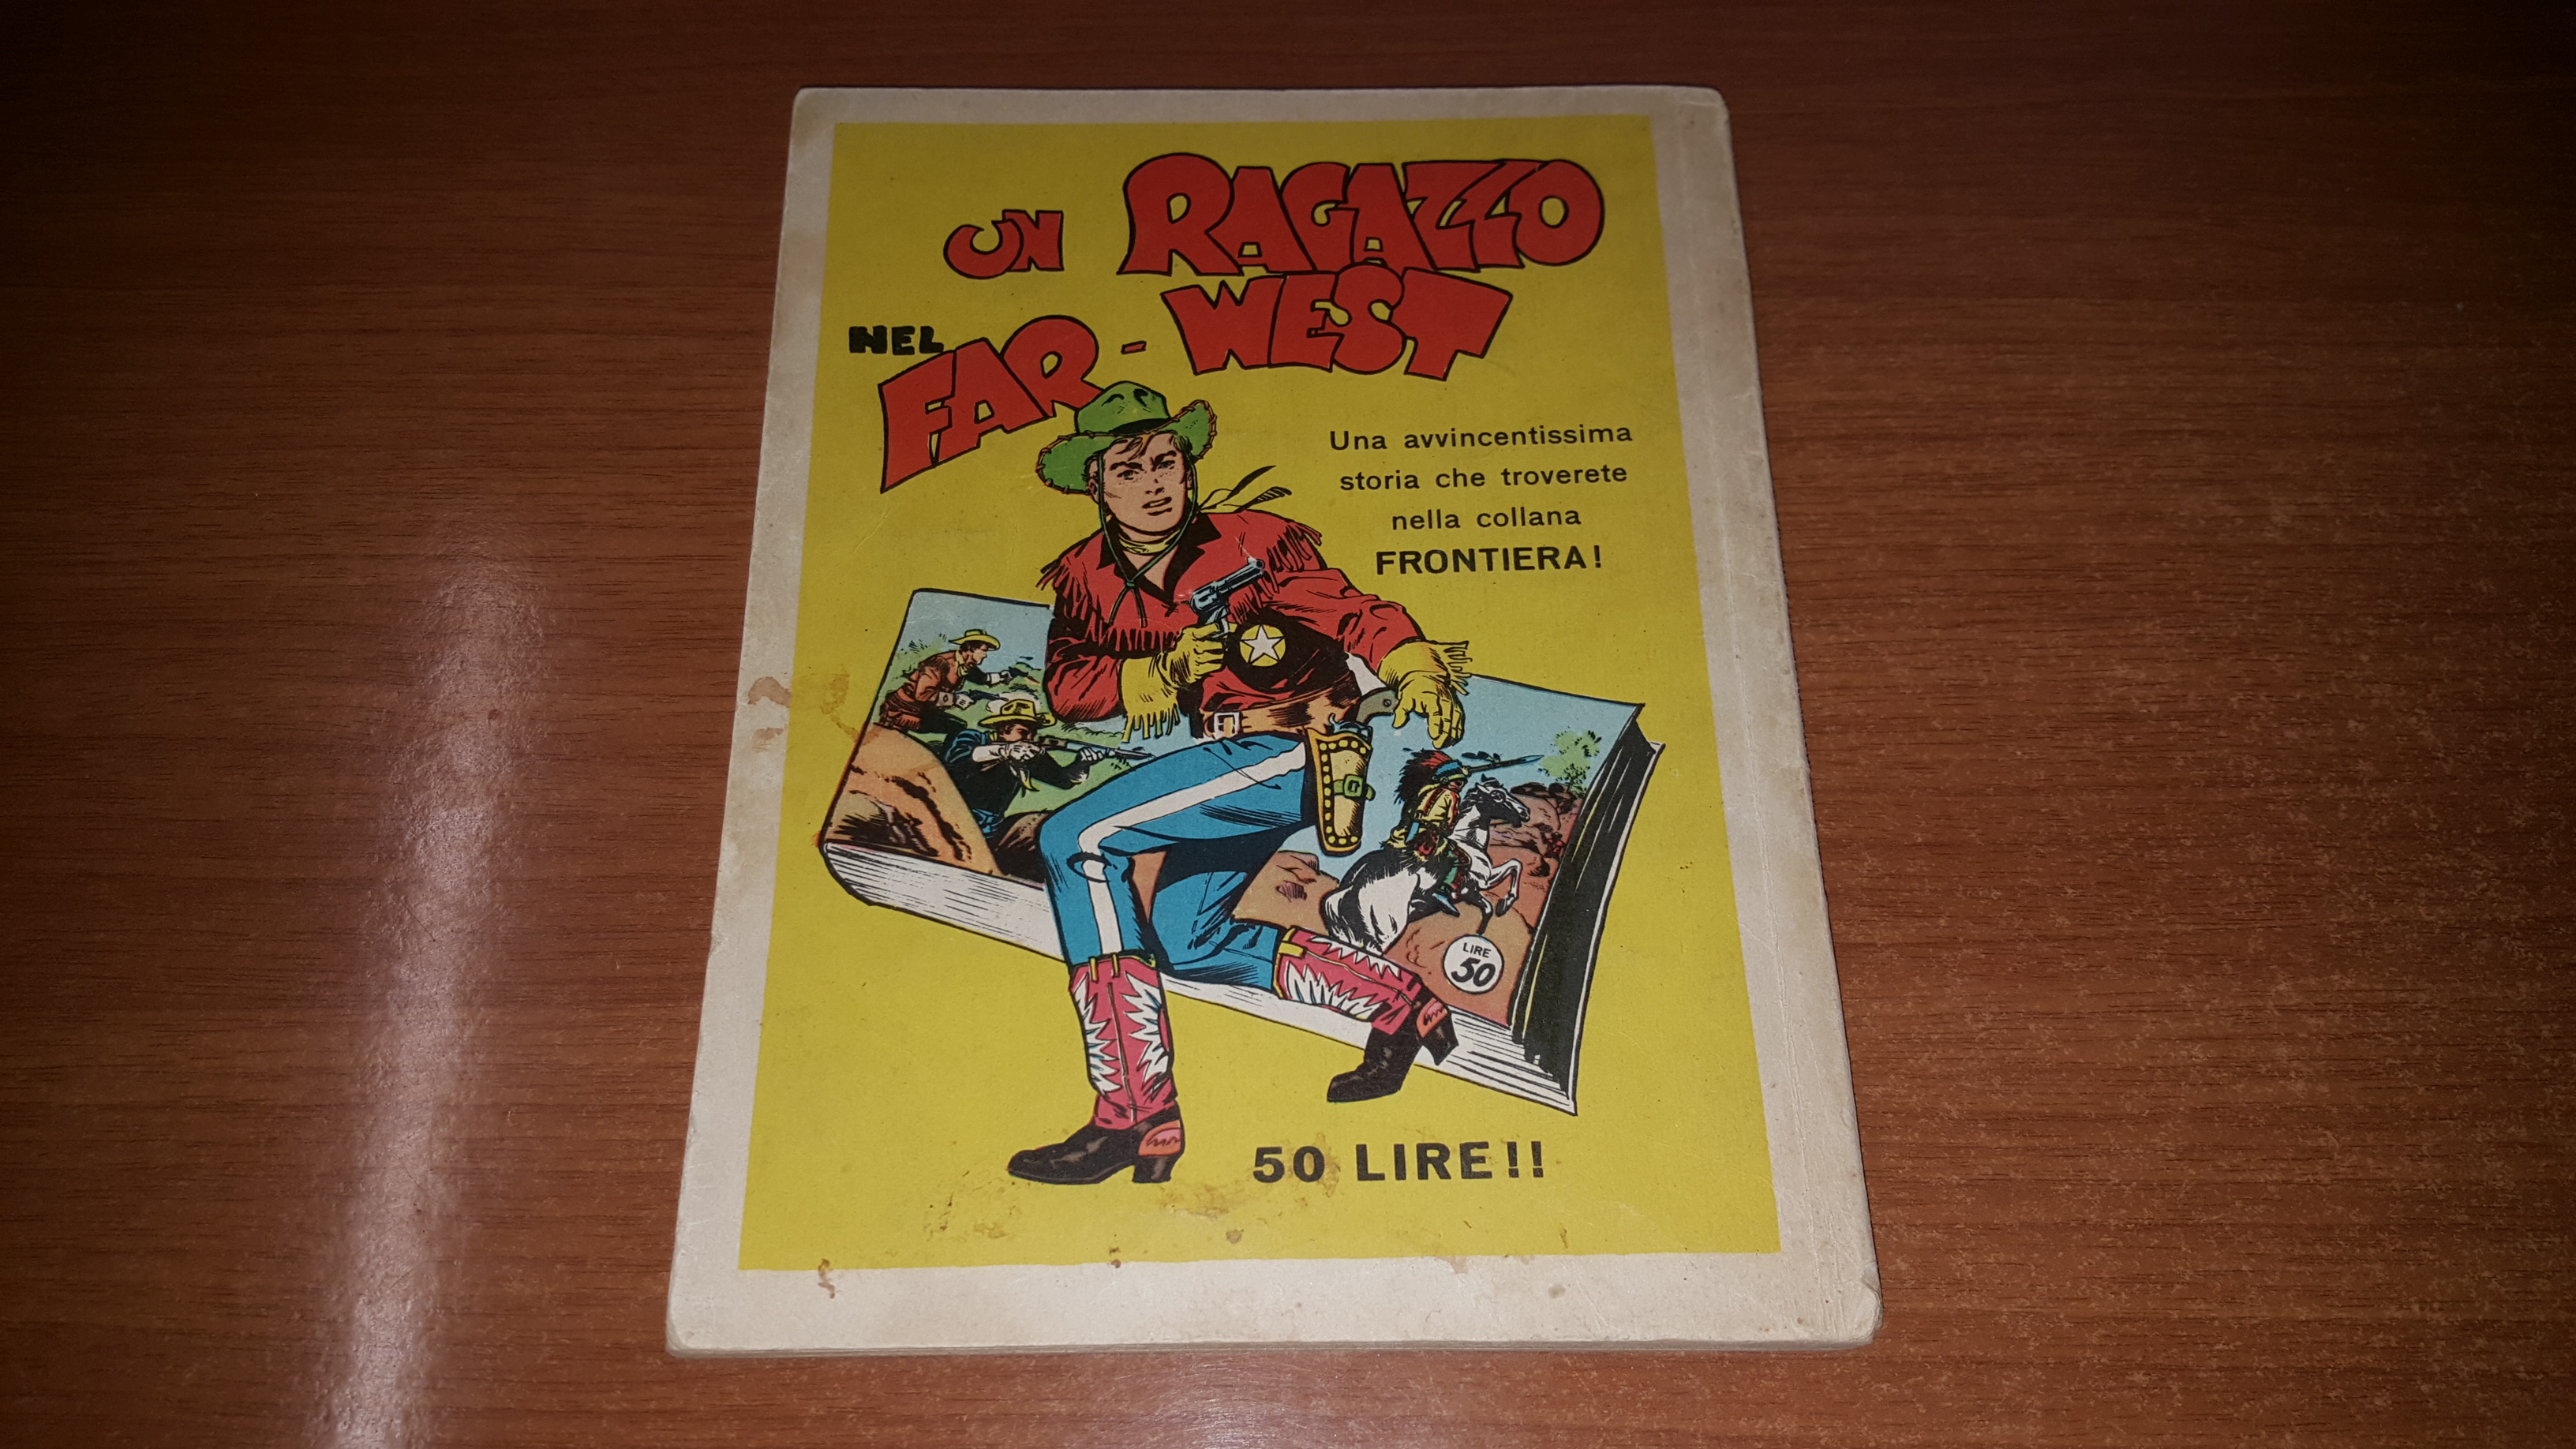 UN RAGAZZO
NEL FAR-WEST
Una avvincentissima
storia che troverete
nella collana
FRONTIERA!
LIRE
50
50 LIRE!!